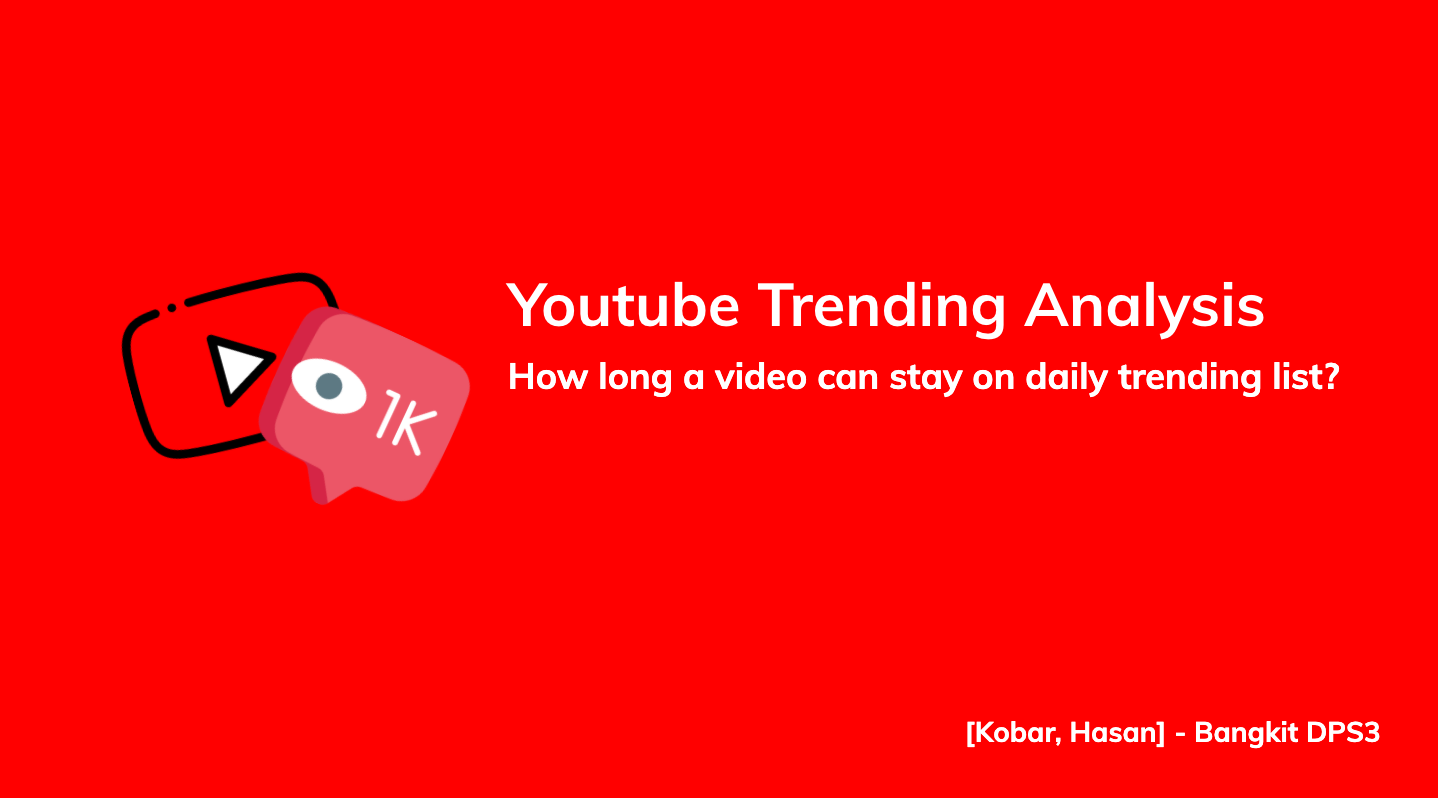 Youtube Trending Analysis
How long a video can stay on daily trending list?
1K
[Kobar, Hasan] - Bangkit DPS3